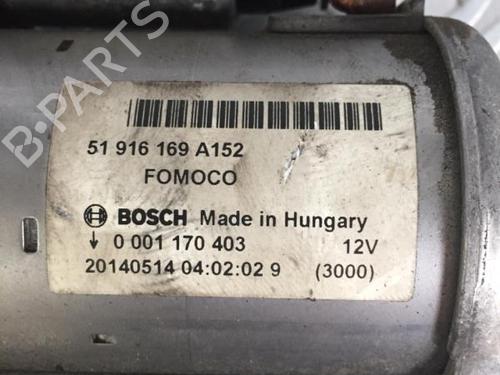 B-PARTS
51 916 169 A152
FOMOCO
BOSCH Made in Hungary
0 001 170 403 12V
20140514 04:02:02 9 (3000)